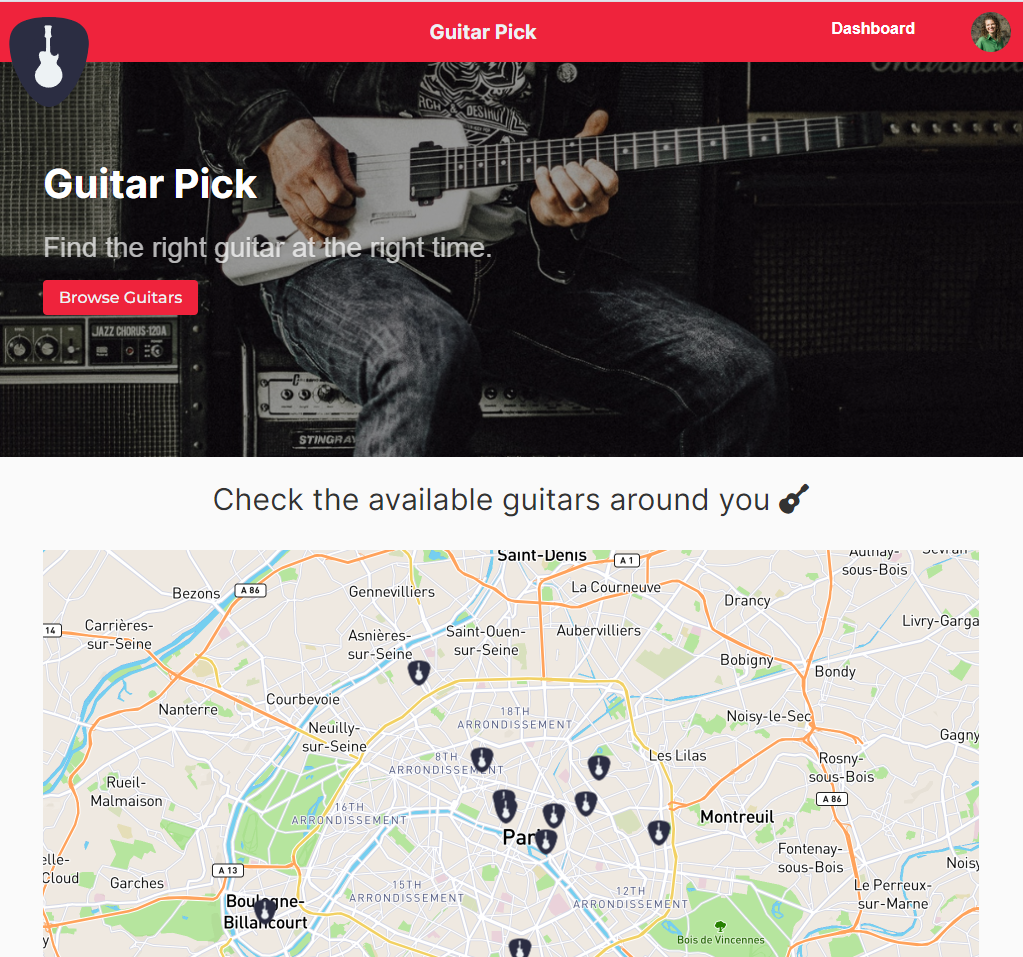 Guitar Pick
Dashboard
Marshall
RCH & DESTROY
Guitar Pick
Find the right guitar at the right time.
Browse Guitars
JAZZ CHORUS-120A
STINGRAY
Check the available guitars around you
Saint-Denis
A 1
Aulnay-
sous-Bois
Sevran
Bezons
A 86
Gennevilliers
La Courneuve
Drancy
Livry-Garga
14
Carrières-
sur-Seine
Asnières-
sur-Seine
Saint-Ouen-
sur-Seine
Aubervilliers
Bobigny
Bondy
Nanterre
Courbevoie
Neuilly-
sur-Seine
18TH
ARRONDISSEMENT
Noisy-le-Sec
Gagny
8TH
ARRONDISSEMENT
Les Lilas
Rosny-
sous-Bois
Rueil-
Malmaison
A 86
16TH
ARRONDISSEMENT
Montreuil
Pari
Fontenay-
sous-Bois
elle-
Cloud
Noisy
A 13
Garches
15TH
ARRONDISSEMENT
12TH
ARRONDISSEMENT
Le Perreux-
sur-Marne
Boulogne-
Billancourt
y
Bois de Vincennes